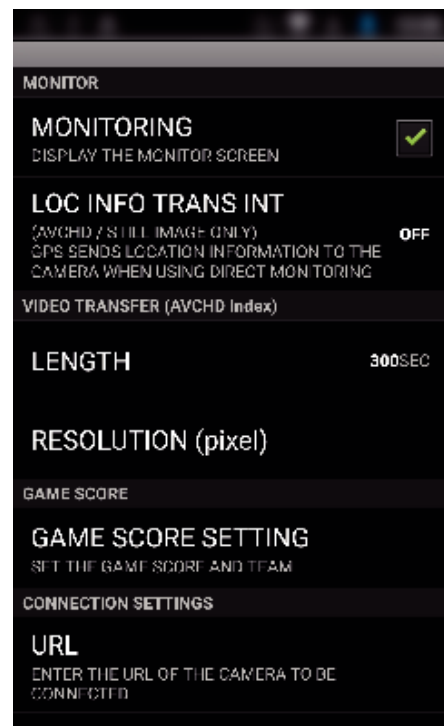 MONITOR
MONITORING
DISPLAY THE MONITOR SCREEN
LOC INFO TRANS INT
(AVCHD / STILL IMAGE ONLY)
OFF
GPS SENDS LOCATION INFORMATION TO THE
CAMERA WHEN USING DIRECT MONITORING
VIDEO TRANSFER (AVCHD Index)
LENGTH
300SEC
RESOLUTION (pixel)
GAME SCORE
GAME SCORE SETTING
SET THE GAME SCORE AND TEAM
CONNECTION SETTINGS
URL
ENTER THE URL OF THE CAMERA TO BE
CONNECTED